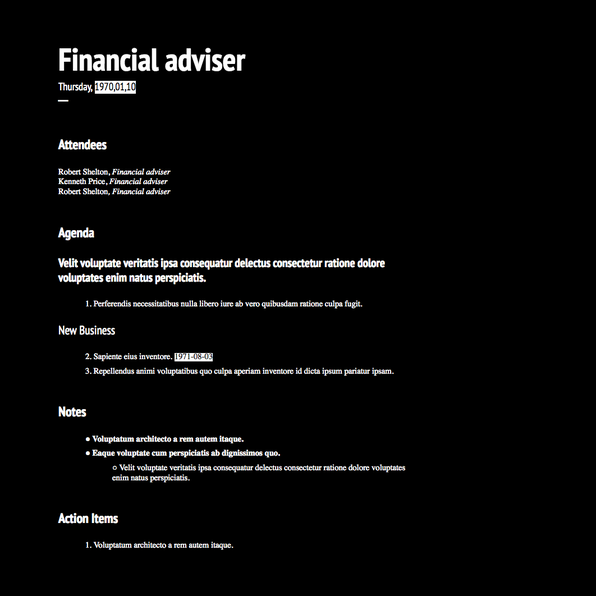 Financial adviser
Thursday, 1970,01,10
Attendees
Robert Shelton, Financial adviser
Kenneth Price, Financial adviser
Robert Shelton, Financial adviser
Agenda
Velit voluptate veritatis ipsa consequatur delectus consectetur ratione dolore
voluptates enim natus perspiciatis.
1. Perferendis necessitatibus nulla libero iure ab vero quibusdam ratione culpa fugit.
New Business
2. Sapiente eius inventore. 1971-08-03
3. Repellendus animi voluptatibus quo culpa aperiam inventore id dicta ipsum pariatur ipsam.
Notes
● Voluptatum architecto a rem autem itaque.
● Eaque voluptate cum perspiciatis ab dignissimos quo.
○ Velit voluptate veritatis ipsa consequatur delectus consectetur ratione dolore voluptates
enim natus perspiciatis.
Action Items
1. Voluptatum architecto a rem autem itaque.